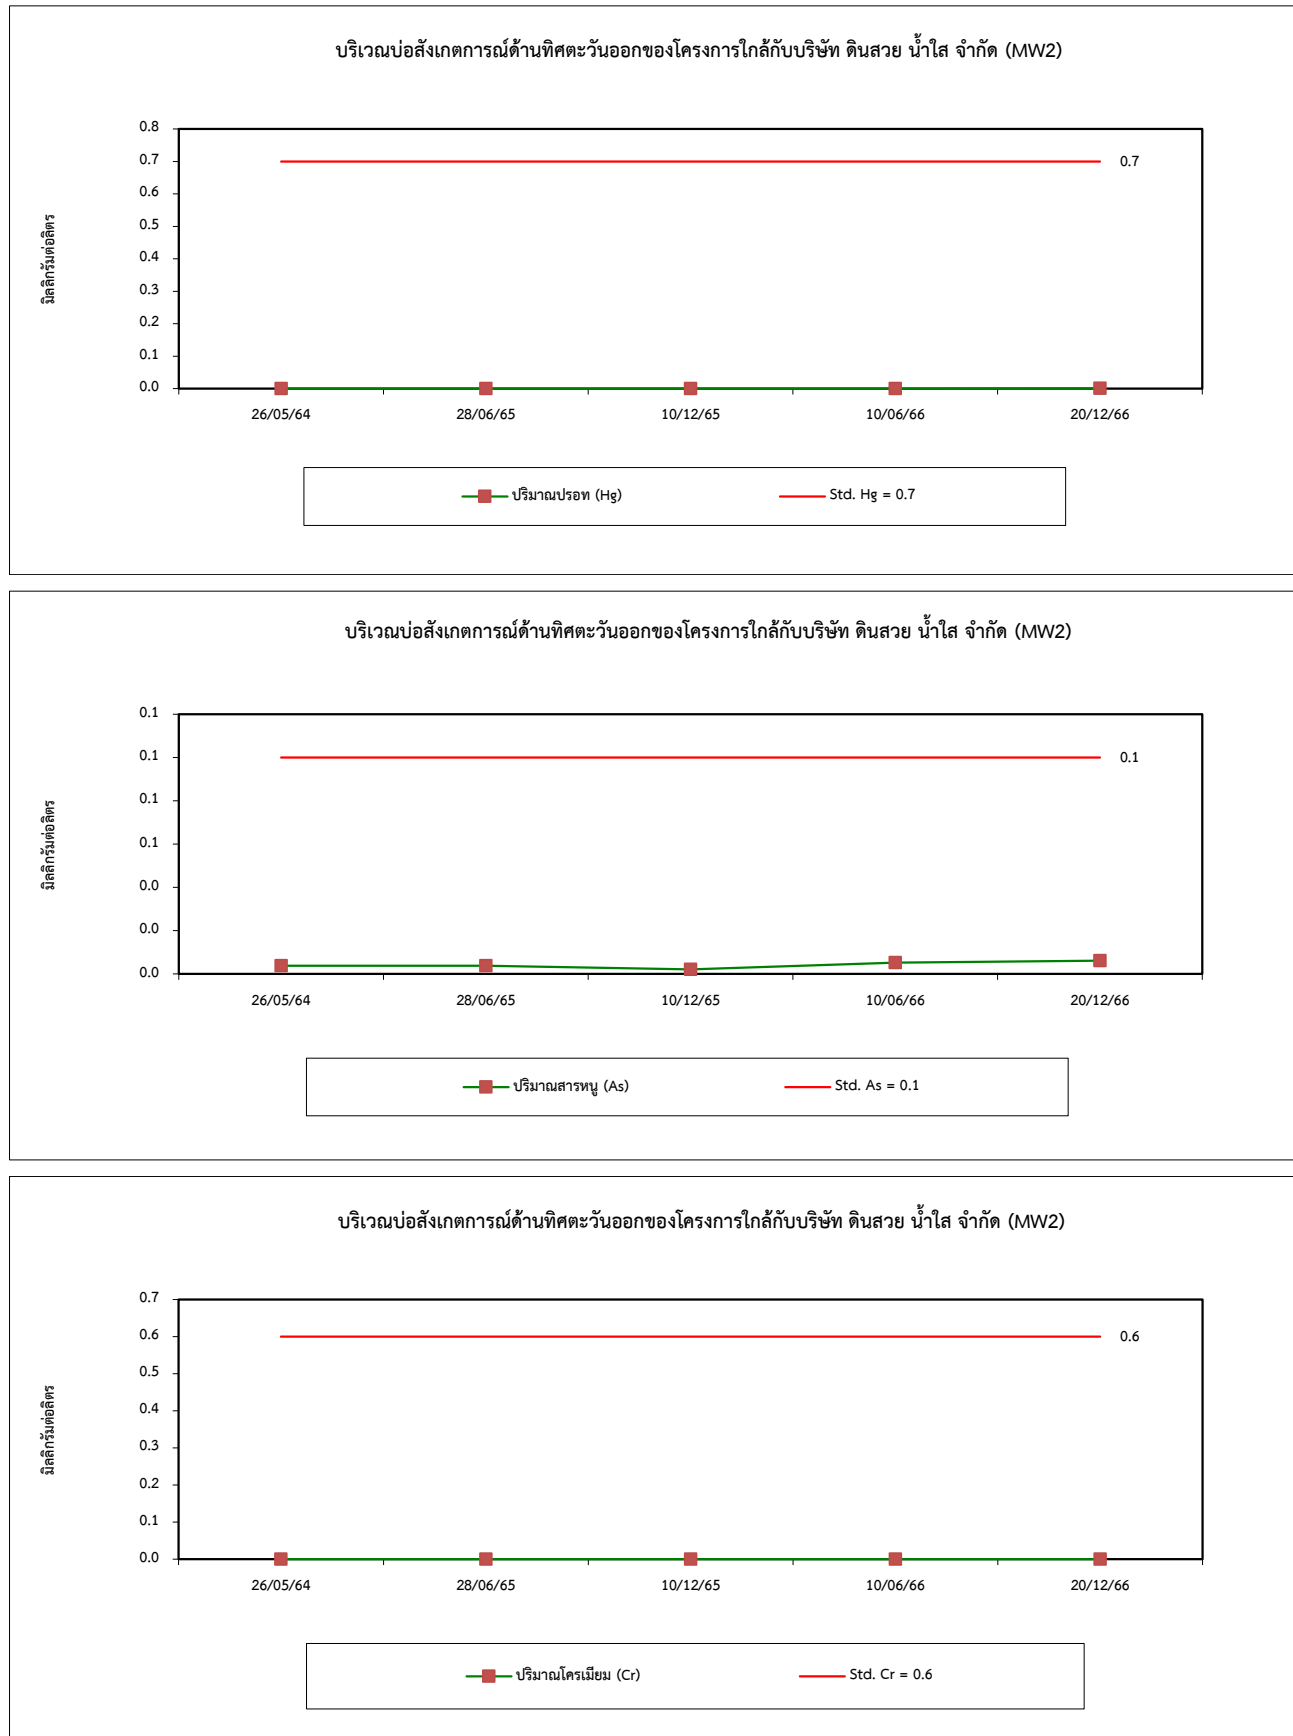 บริเวณบ่อสังเกตการณ์ด้านทิศตะวันออกของโครงการใกล้กับบริษัท ดินสวย น้ำใส จำกัด (MW2)
มิลลิกรัมต่อลิตร
0.8
0.7
0.6
0.5
0.4
0.3
0.2
0.1
0.0
0.7
26/05/64 28/06/65 10/12/65 10/06/66 20/12/66
ปริมาณปรอท (Hg) Std. Hg = 0.7
บริเวณบ่อสังเกตการณ์ด้านทิศตะวันออกของโครงการใกล้กับบริษัท ดินสวย น้ำใส จำกัด (MW2)
มิลลิกรัมต่อลิตร
0.1
0.1
0.1
0.1
0.0
0.0
0.0
0.1
26/05/64 28/06/65 10/12/65 10/06/66 20/12/66
ปริมาณสารหนู (As) Std. As = 0.1
บริเวณบ่อสังเกตการณ์ด้านทิศตะวันออกของโครงการใกล้กับบริษัท ดินสวย น้ำใส จำกัด (MW2)
มิลลิกรัมต่อลิตร
0.7
0.6
0.5
0.4
0.3
0.2
0.1
0.0
0.6
26/05/64 28/06/65 10/12/65 10/06/66 20/12/66
ปริมาณโครเมียม (Cr) Std. Cr = 0.6